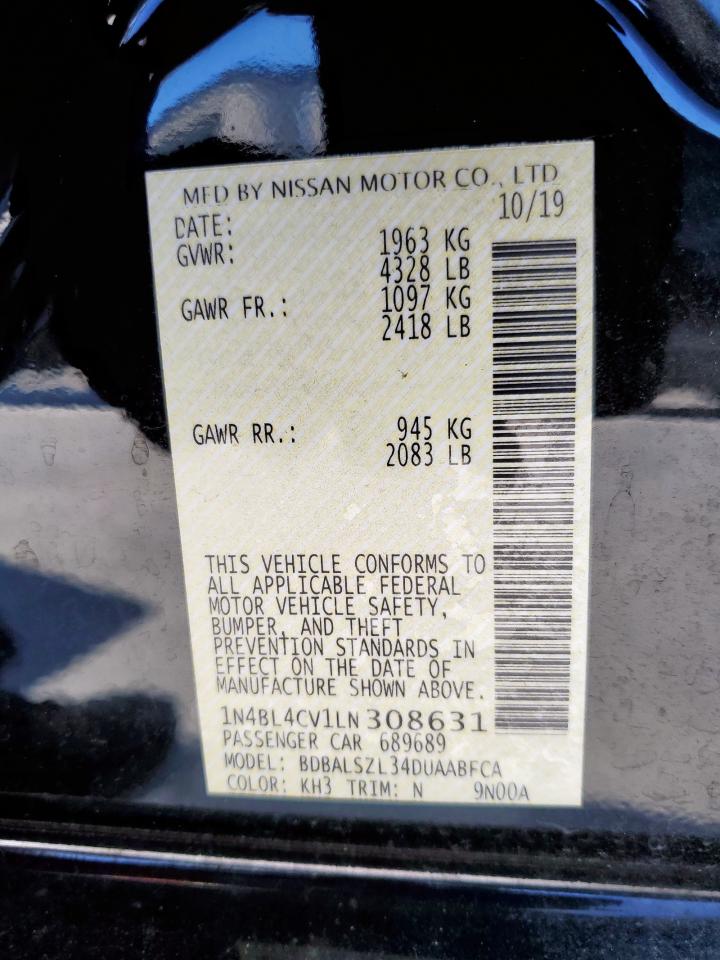 MFD BY NISSAN MOTOR CO., LTD
DATE: 10/19
GVWR: 1963 KG
4328 LB
GAWR FR.: 1097 KG
2418 LB
GAWR RR.: 945 KG
2083 LB
THIS VEHICLE CONFORMS TO
ALL APPLICABLE FEDERAL
MOTOR VEHICLE SAFETY,
BUMPER, AND THEFT
PREVENTION STANDARDS IN
EFFECT ON THE DATE OF
MANUFACTURE SHOWN ABOVE.
1N4BL4CV1LN308631
PASSENGER CAR 689689
MODEL: BDBALSZL34DUAABFCA
COLOR: KH3 TRIM: N 9N00A